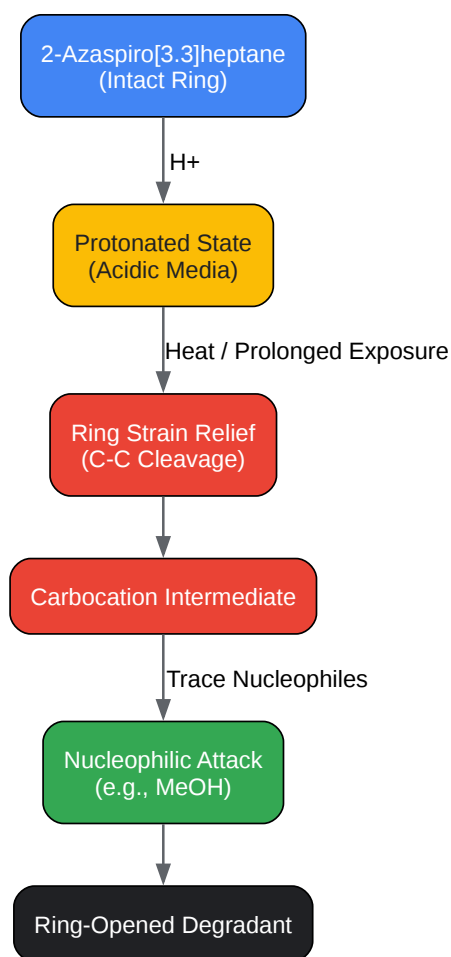 2-Azaspiro[3.3]heptane
(Intact Ring)
H+
Protonated State
(Acidic Media)
Heat / Prolonged Exposure
Ring Strain Relief
(C-C Cleavage)
Carbocation Intermediate
Trace Nucleophiles
Nucleophilic Attack
(e.g., MeOH)
Ring-Opened Degradant